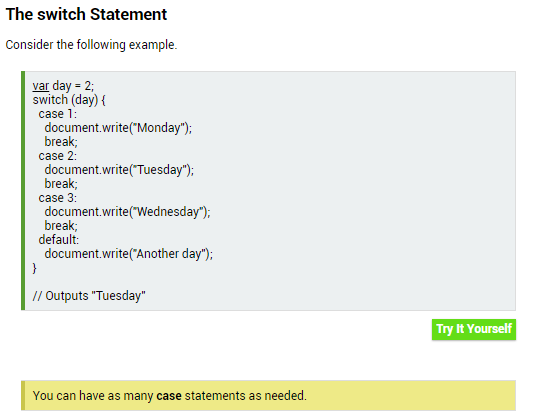 The switch Statement
Consider the following example.
var day = 2;
switch (day) {
case 1:
document.write("Monday");
break;
case 2:
document.write("Tuesday");
break;
case 3:
document.write("Wednesday");
break;
default:
document.write("Another day");
}
// Outputs "Tuesday"
Try It Yourself
You can have as many case statements as needed.